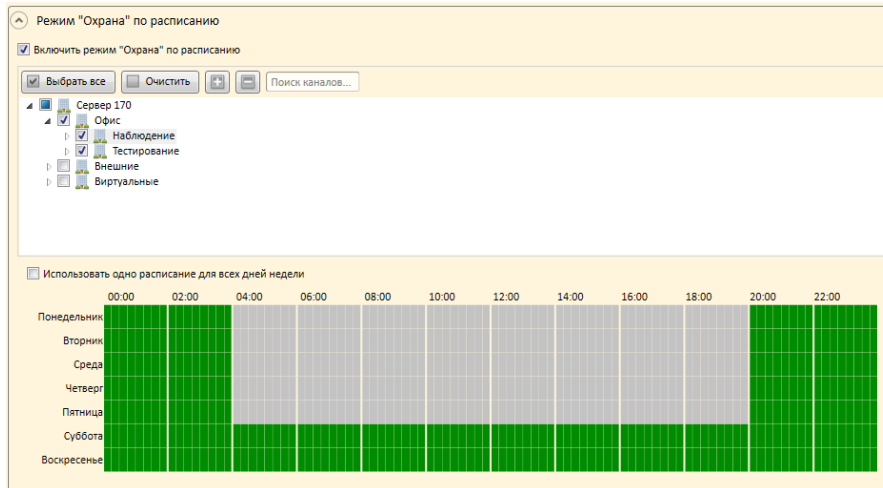 Режим "Охрана" по расписанию
Включить режим "Охрана" по расписанию
Выбрать все Очистить Поиск каналов...
Сервер 170
Офис
Наблюдение
Тестирование
Внешние
Виртуальные
Использовать одно расписание для всех дней недели
00:00 02:00 04:00 06:00 08:00 10:00 12:00 14:00 16:00 18:00 20:00 22:00
Понедельник
Вторник
Среда
Четверг
Пятница
Суббота
Воскресенье